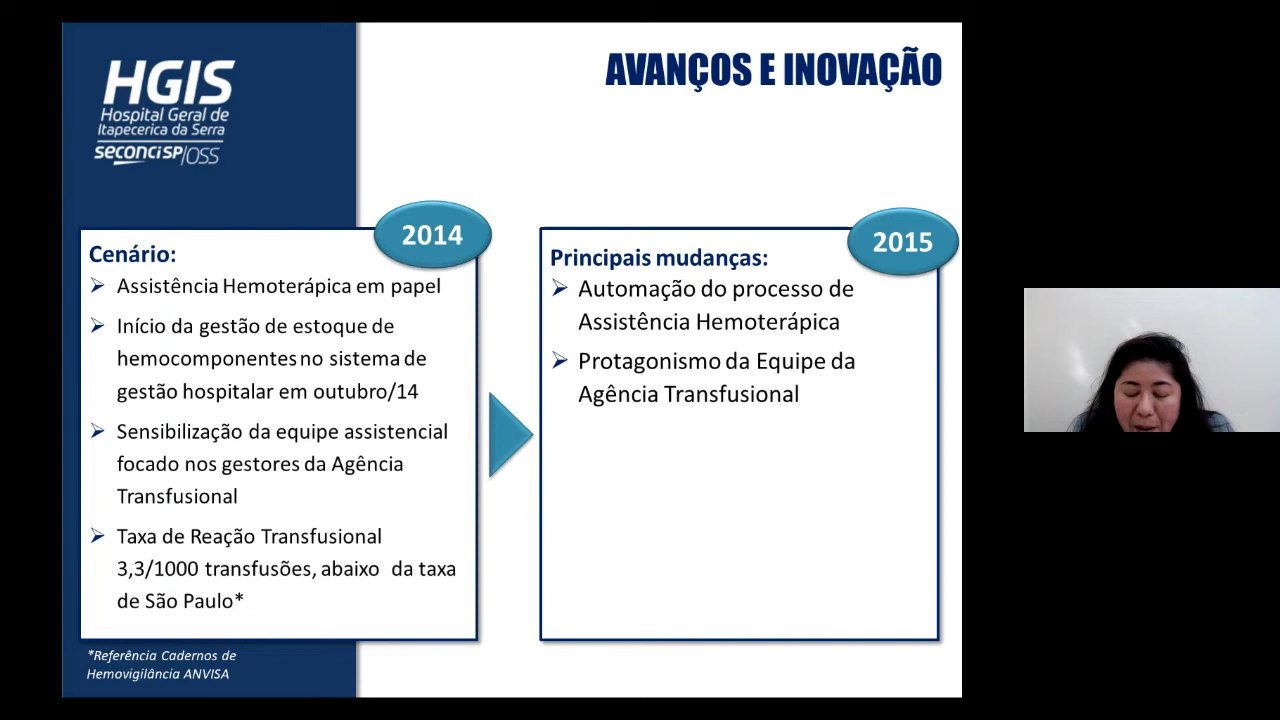 HGIS
Hospital Geral de
Itapecerica da Serra
seconciSP/OSS
AVANÇOS E INOVAÇÃO
2014
Cenário:
Assistência Hemoterápica em papel
Início da gestão de estoque de
hemocomponentes no sistema de
gestão hospitalar em outubro/14
Sensibilização da equipe assistencial
focado nos gestores da Agência
Transfusional
Taxa de Reação Transfusional
3,3/1000 transfusões, abaixo da taxa
de São Paulo*
2015
Principais mudanças:
Automação do processo de
Assistência Hemoterápica
Protagonismo da Equipe da
Agência Transfusional
*Referência Cadernos de
Hemovigilância ANVISA